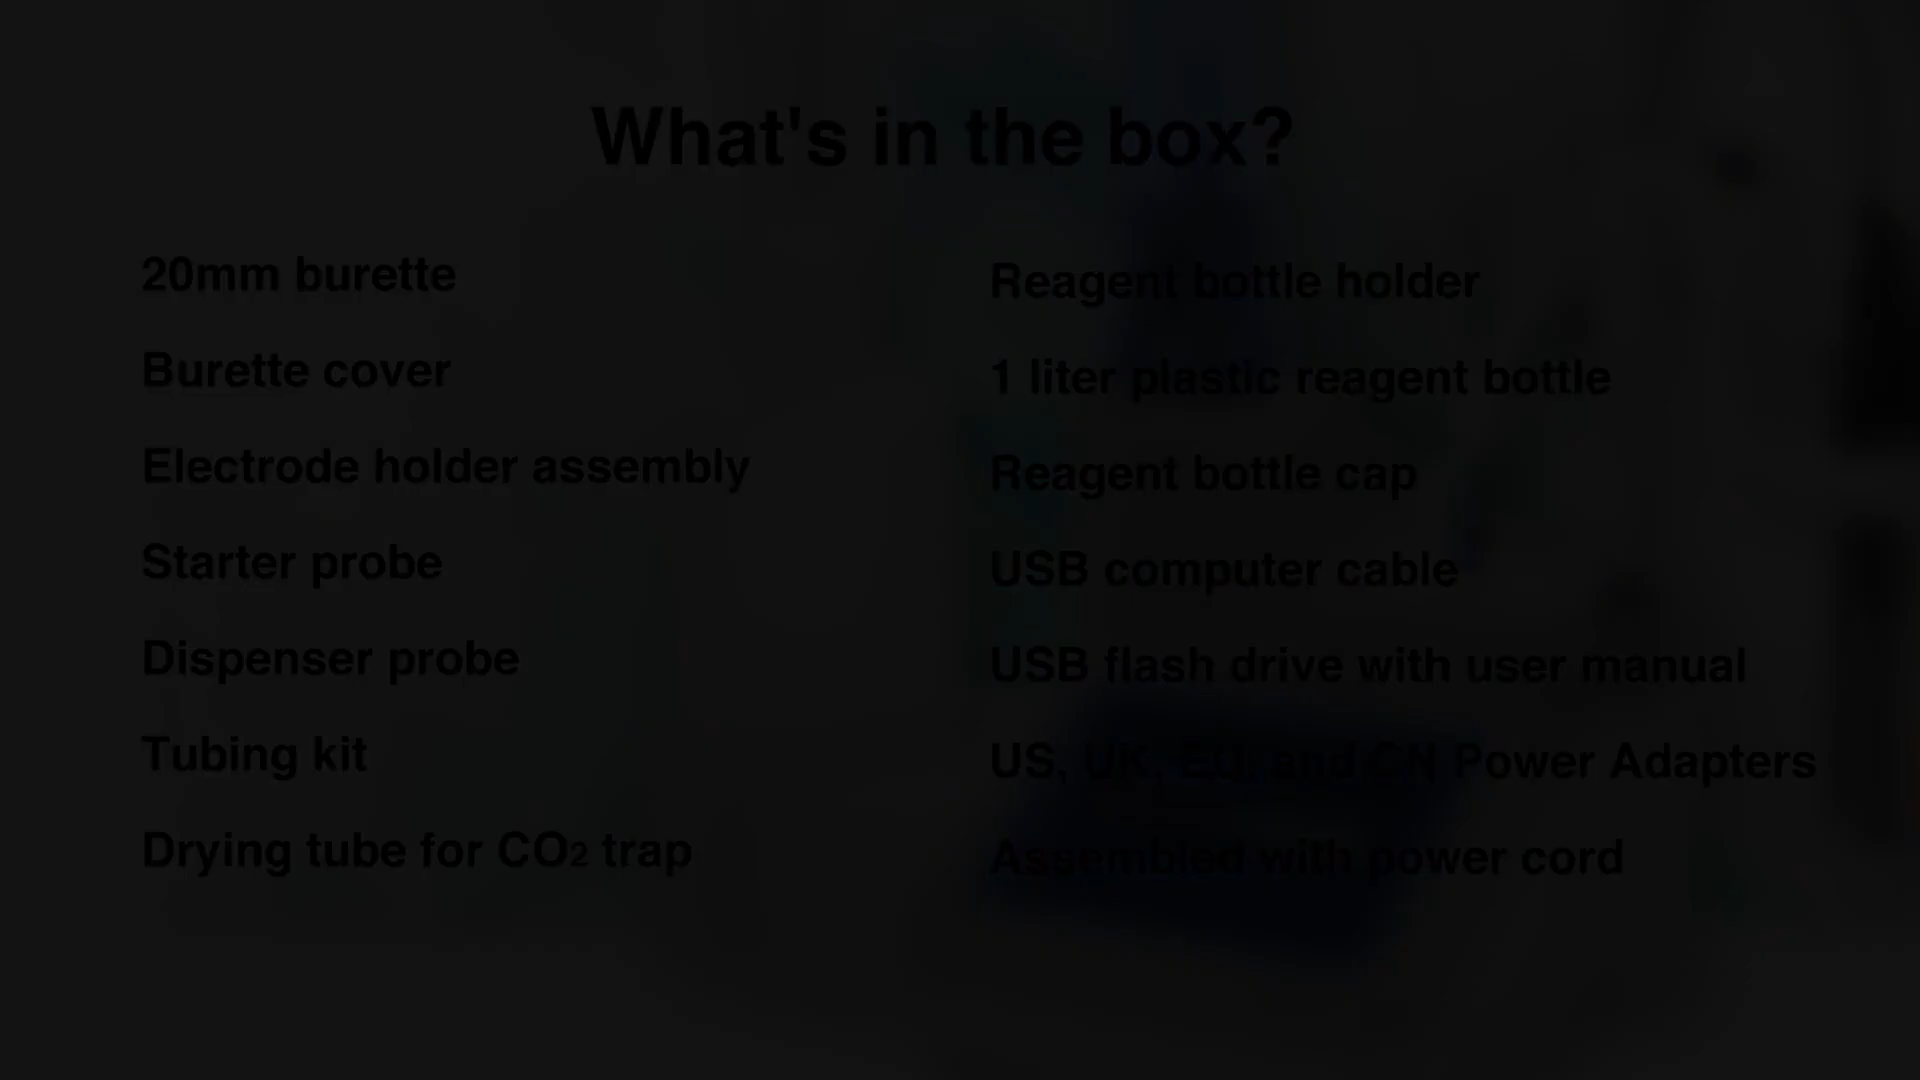 What's in the box?
20mm burette
Burette cover
Electrode holder assembly
Starter probe
Dispenser probe
Tubing kit
Drying tube for CO2 trap
Reagent bottle holder
1 liter plastic reagent bottle
Reagent bottle cap
USB computer cable
USB flash drive with user manual
US, UK, EU, and CN Power Adapters
Assembled with power cord